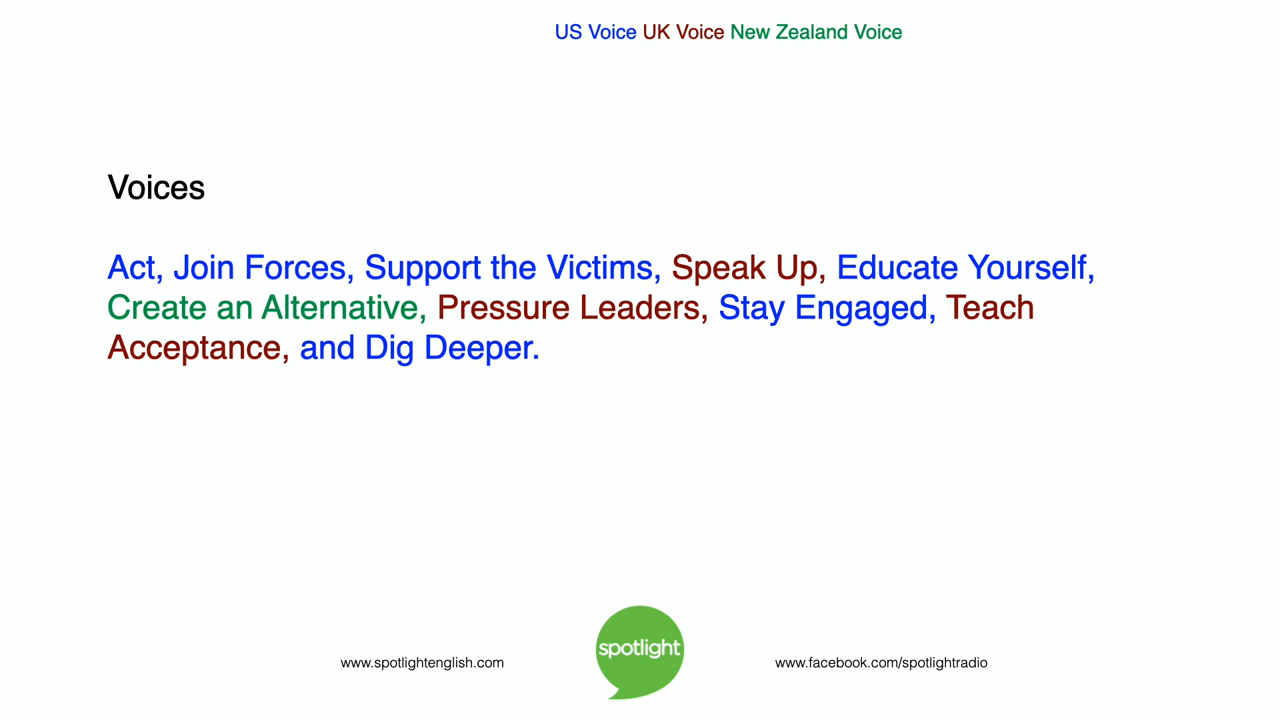 US Voice UK Voice New Zealand Voice
Voices
Act, Join Forces, Support the Victims, Speak Up, Educate Yourself,
Create an Alternative, Pressure Leaders, Stay Engaged, Teach
Acceptance, and Dig Deeper.
spotlight
www.spotlightenglish.com
www.facebook.com/spotlightradio